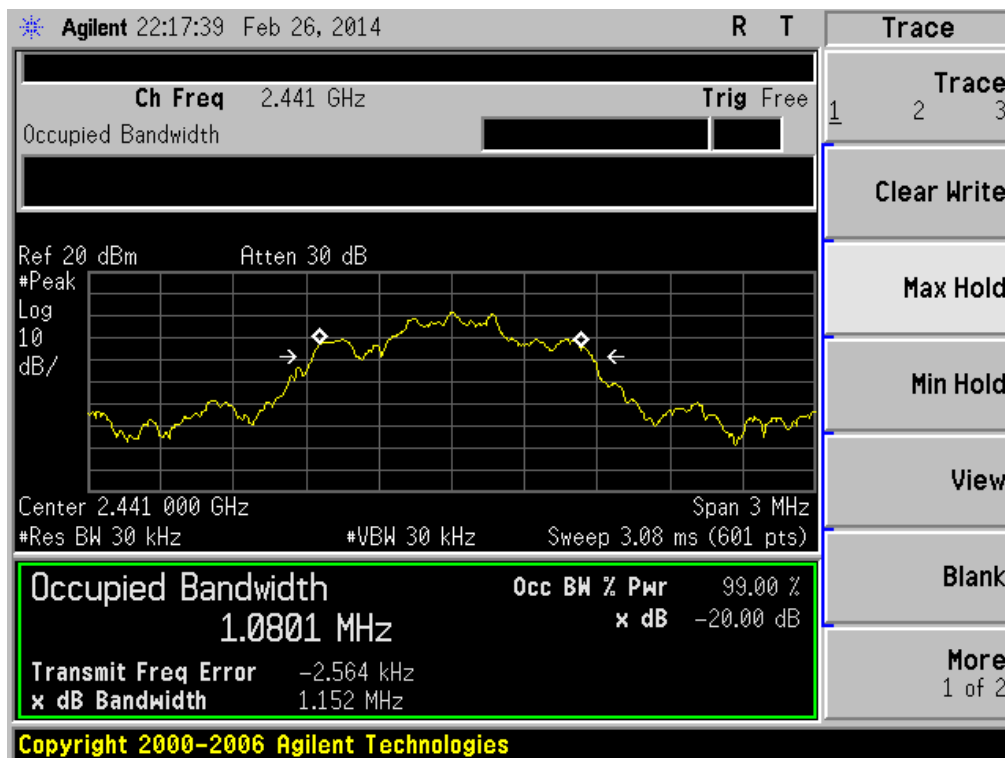 Agilent 22:17:39 Feb 26, 2014 R T
Trace
Ch Freq 2.441 GHz Trig Free
Occupied Bandwidth
Trace
1 2 3
Clear Write
Max Hold
Min Hold
View
Blank
More
1 of 2
Ref 20 dBm Atten 30 dB
#Peak
Log
10
dB/
Center 2.441 000 GHz Span 3 MHz
#Res BW 30 kHz #VBW 30 kHz Sweep 3.08 ms (601 pts)
Occupied Bandwidth
1.0801 MHz
Occ BW % Pwr 99.00 %
x dB -20.00 dB
Transmit Freq Error -2.564 kHz
x dB Bandwidth 1.152 MHz
Copyright 2000-2006 Agilent Technologies